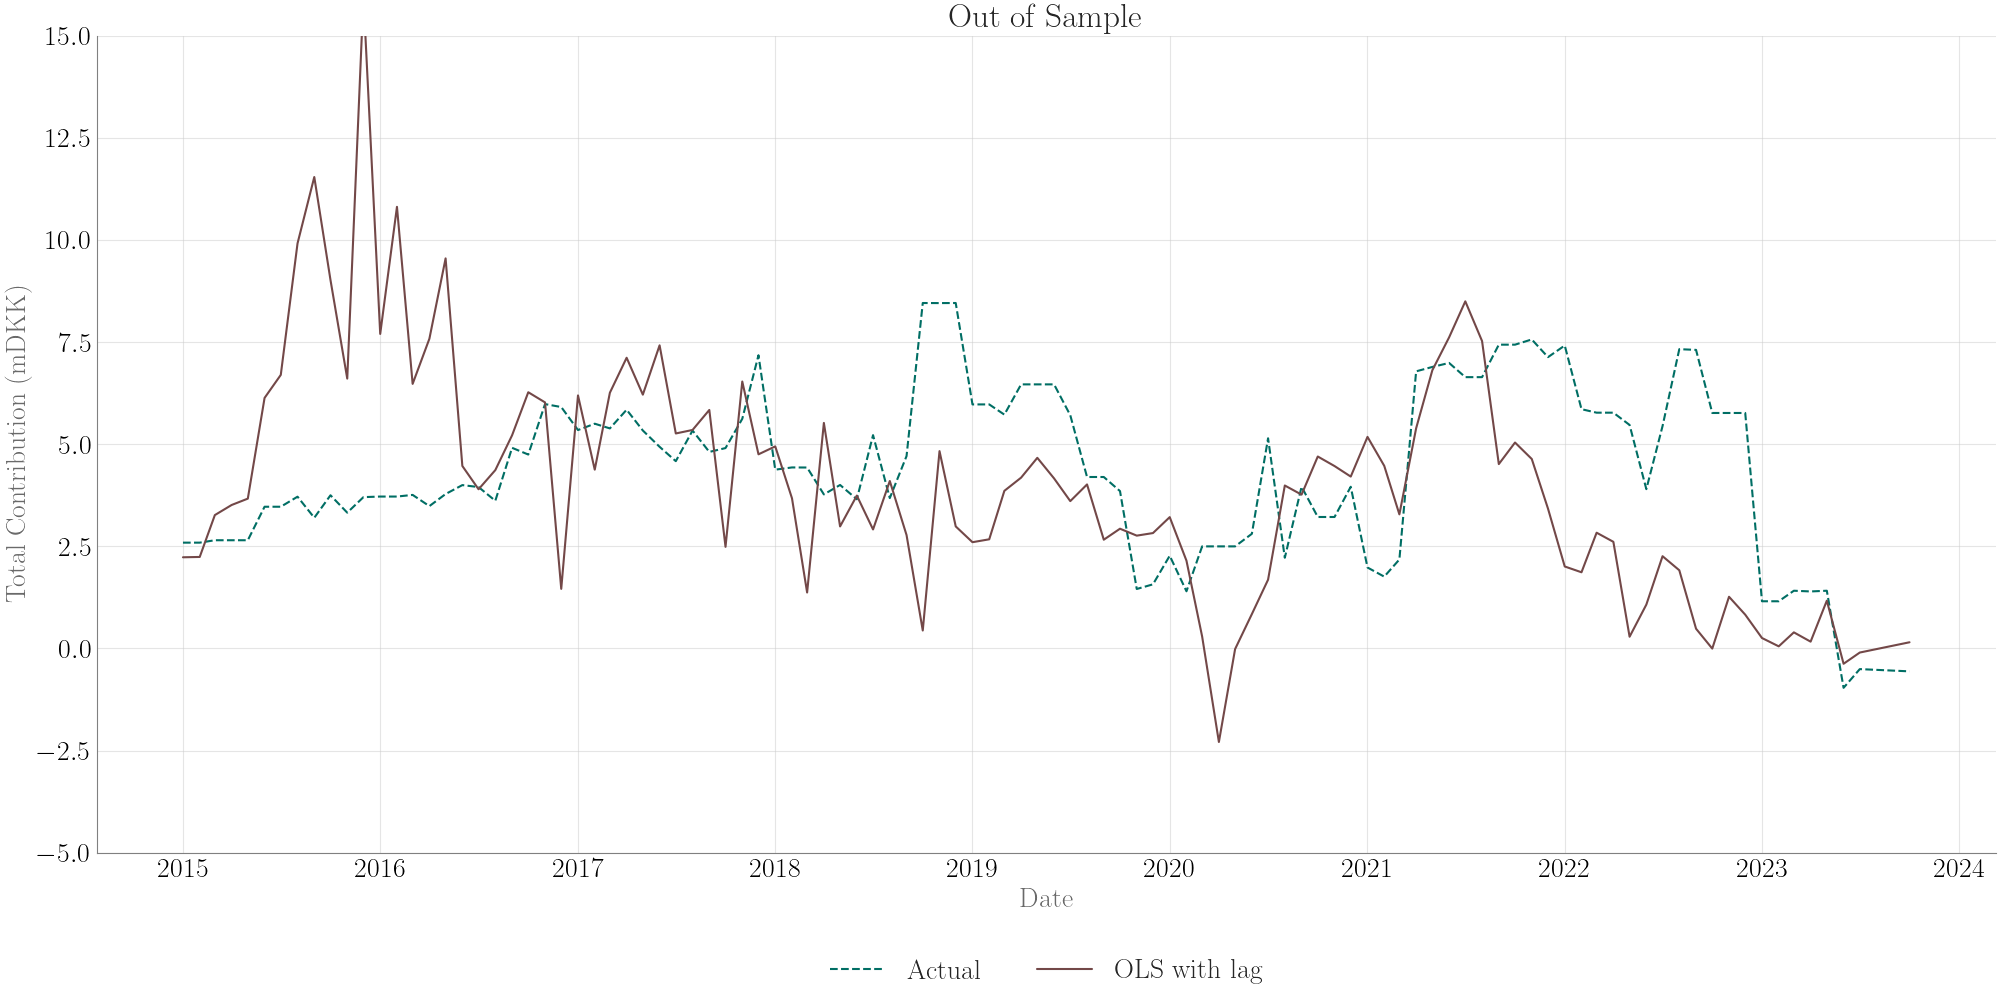 Out of Sample
15.0
12.5
10.0
7.5
5.0
2.5
0.0
−2.5
−5.0
Total Contribution (mDKK)
2015 2016 2017 2018 2019 2020 2021 2022 2023 2024
Date
Actual OLS with lag